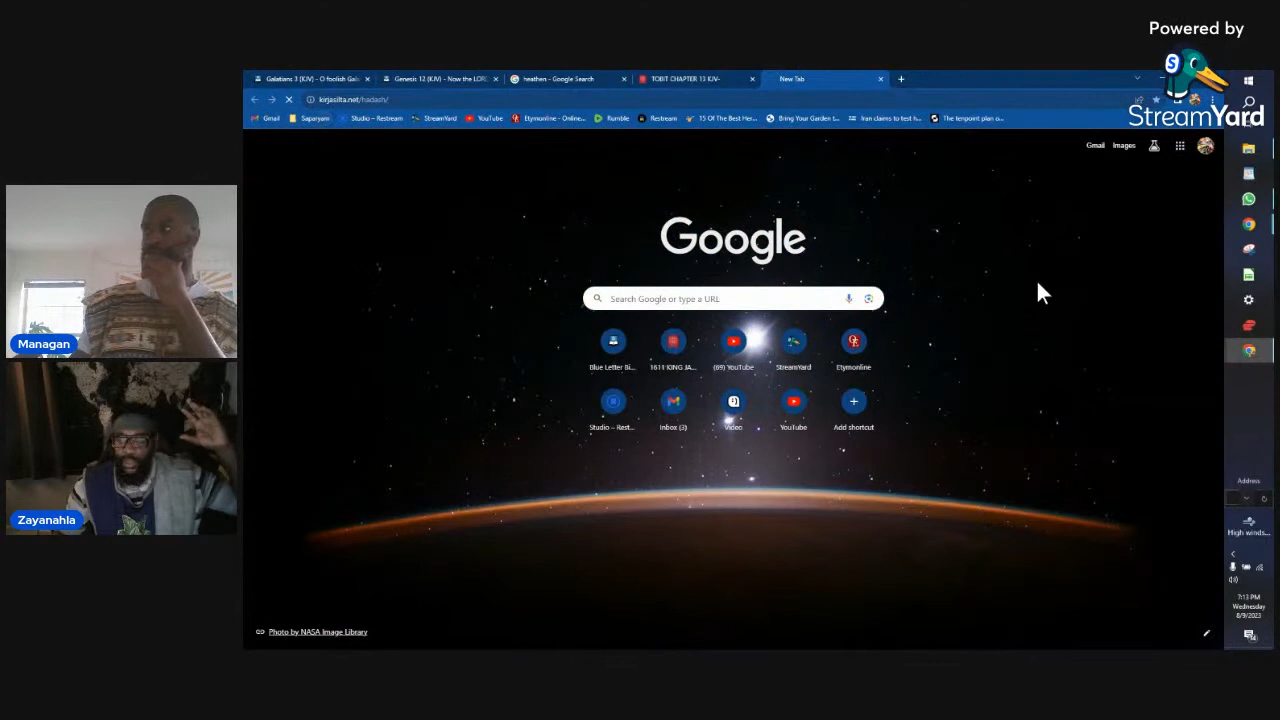 Powered by
StreamYard
Galatians 3 (KJV) - O foolish Gala
Genesis 12 (KJV) - Now the LORD
heathen - Google Search
TOBIT CHAPTER 13 KJV-
New Tab
kirjasilta.net/hadash/
Gmail
Saparyam
Studio – Restream
StreamYard
YouTube
Etymonline - Online...
Rumble
Restream
15 Of The Best Her...
Bring Your Garden t...
Iran claims to test h...
The tenpoint plan o...
Gmail Images
Google
Search Google or type a URL
Blue Letter Bi...
1611 KING JA...
(69) YouTube
StreamYard
Etymonline
Studio – Rest...
Inbox (3)
Video
YouTube
Add shortcut
Managan
Zayanahla
Photo by NASA Image Library
Address
High winds...
7:13 PM
Wednesday
8/9/2023